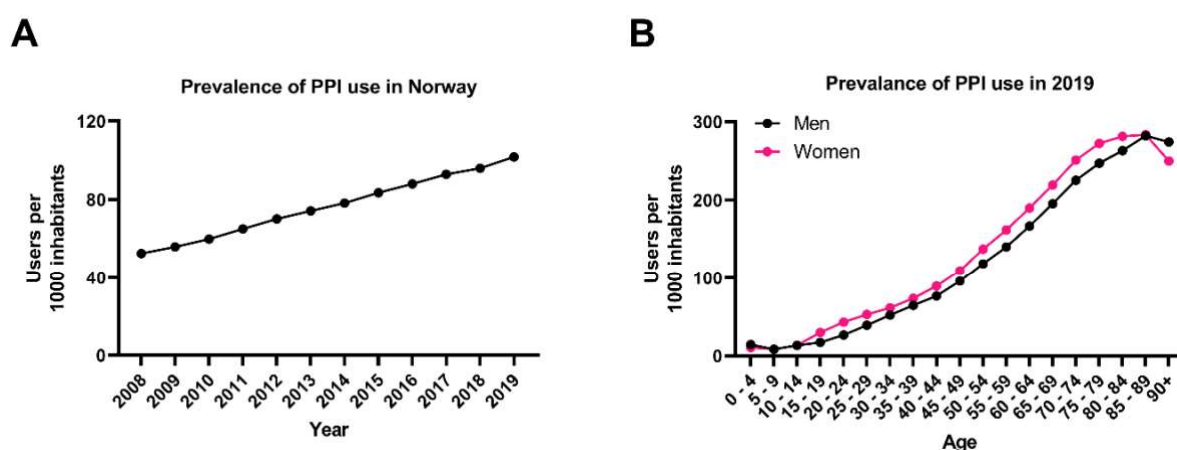 A
Prevalence of PPI use in Norway
Users per
1000 inhabitants
120
80
40
0
2008
2009
2010
2011
2012
2013
2014
2015
2016
2017
2018
2019
Year
B
Prevalance of PPI use in 2019
Men
Women
Users per
1000 inhabitants
300
200
100
0
0 - 4
5 - 9
10 - 14
15 - 19
20 - 24
25 - 29
30 - 34
35 - 39
40 - 44
45 - 49
50 - 54
55 - 59
60 - 64
65 - 69
70 - 74
75 - 79
80 - 84
85 - 89
90+
Age